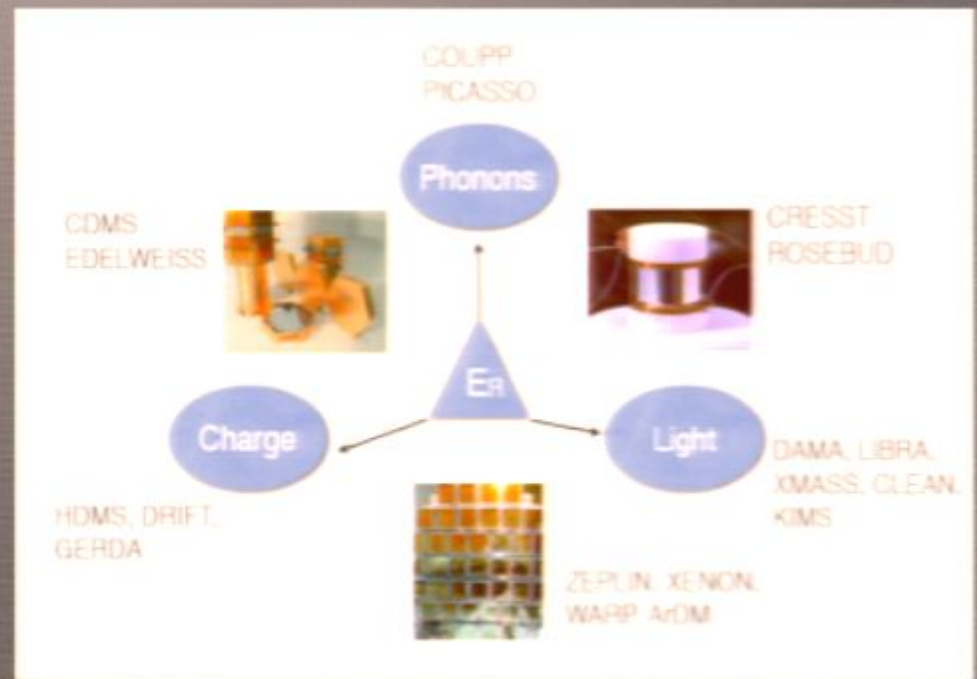 COUPP
PICASSO
Phonons
CDMS
EDELWEISS
CRESST
ROSEBUD
ER
Charge
Light
DAMA, LIBRA,
XMASS, CLEAN,
KIMS
HDMS, DRIFT,
GERDA
ZEPLIN, XENON,
WARP, ArDM